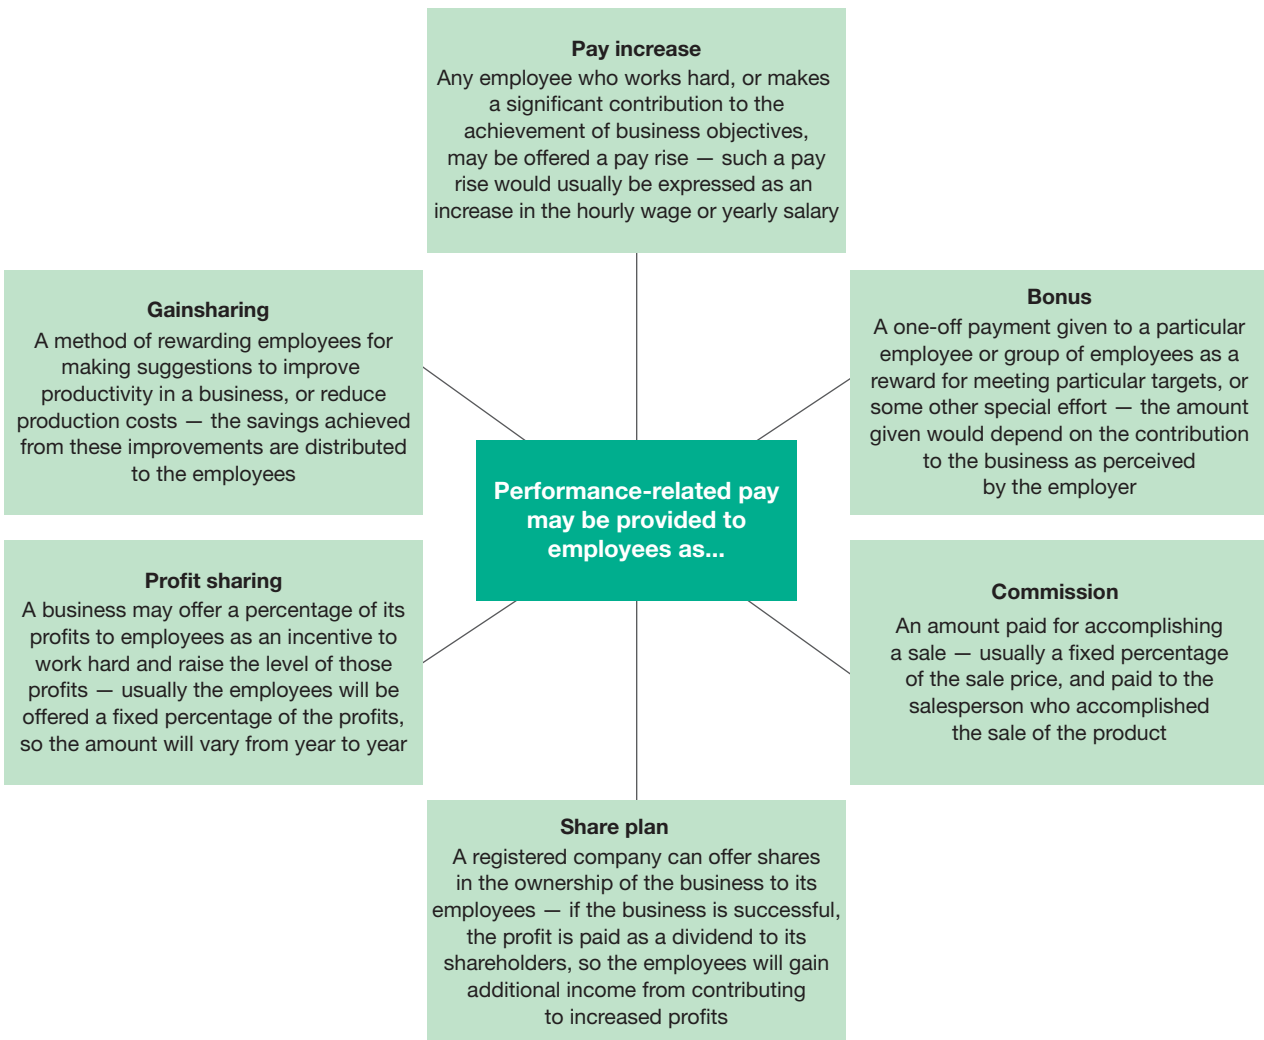 Pay increase
Any employee who works hard, or makes
a significant contribution to the
achievement of business objectives,
may be offered a pay rise — such a pay
rise would usually be expressed as an
increase in the hourly wage or yearly salary
Gainsharing
A method of rewarding employees for
making suggestions to improve
productivity in a business, or reduce
production costs — the savings achieved
from these improvements are distributed
to the employees
Bonus
A one-off payment given to a particular
employee or group of employees as a
reward for meeting particular targets, or
some other special effort — the amount
given would depend on the contribution
to the business as perceived
by the employer
Performance-related pay
may be provided to
employees as...
Profit sharing
A business may offer a percentage of its
profits to employees as an incentive to
work hard and raise the level of those
profits — usually the employees will be
offered a fixed percentage of the profits,
so the amount will vary from year to year
Commission
An amount paid for accomplishing
a sale — usually a fixed percentage
of the sale price, and paid to the
salesperson who accomplished
the sale of the product
Share plan
A registered company can offer shares
in the ownership of the business to its
employees — if the business is successful,
the profit is paid as a dividend to its
shareholders, so the employees will gain
additional income from contributing
to increased profits